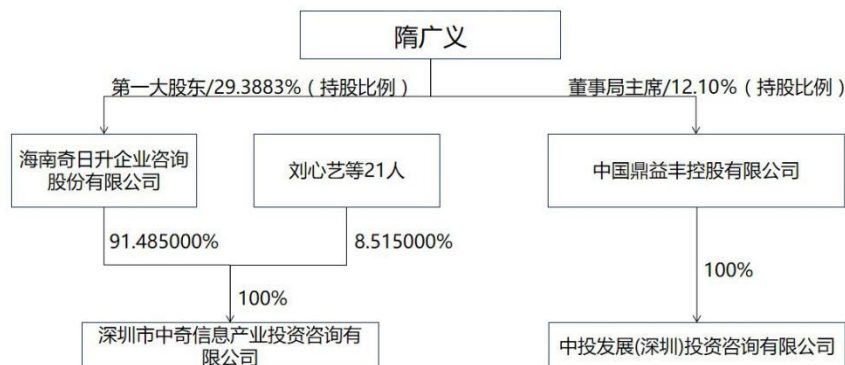 隋广义
第一大股东/29.3883%（持股比例）
董事局主席/12.10%（持股比例）
海南奇日升企业咨询
股份有限公司
刘心艺等21人
中国鼎益丰控股有限公司
91.485000%
8.515000%
100%
100%
深圳市中奇信息产业投资咨询有
限公司
中投发展(深圳)投资咨询有限公司